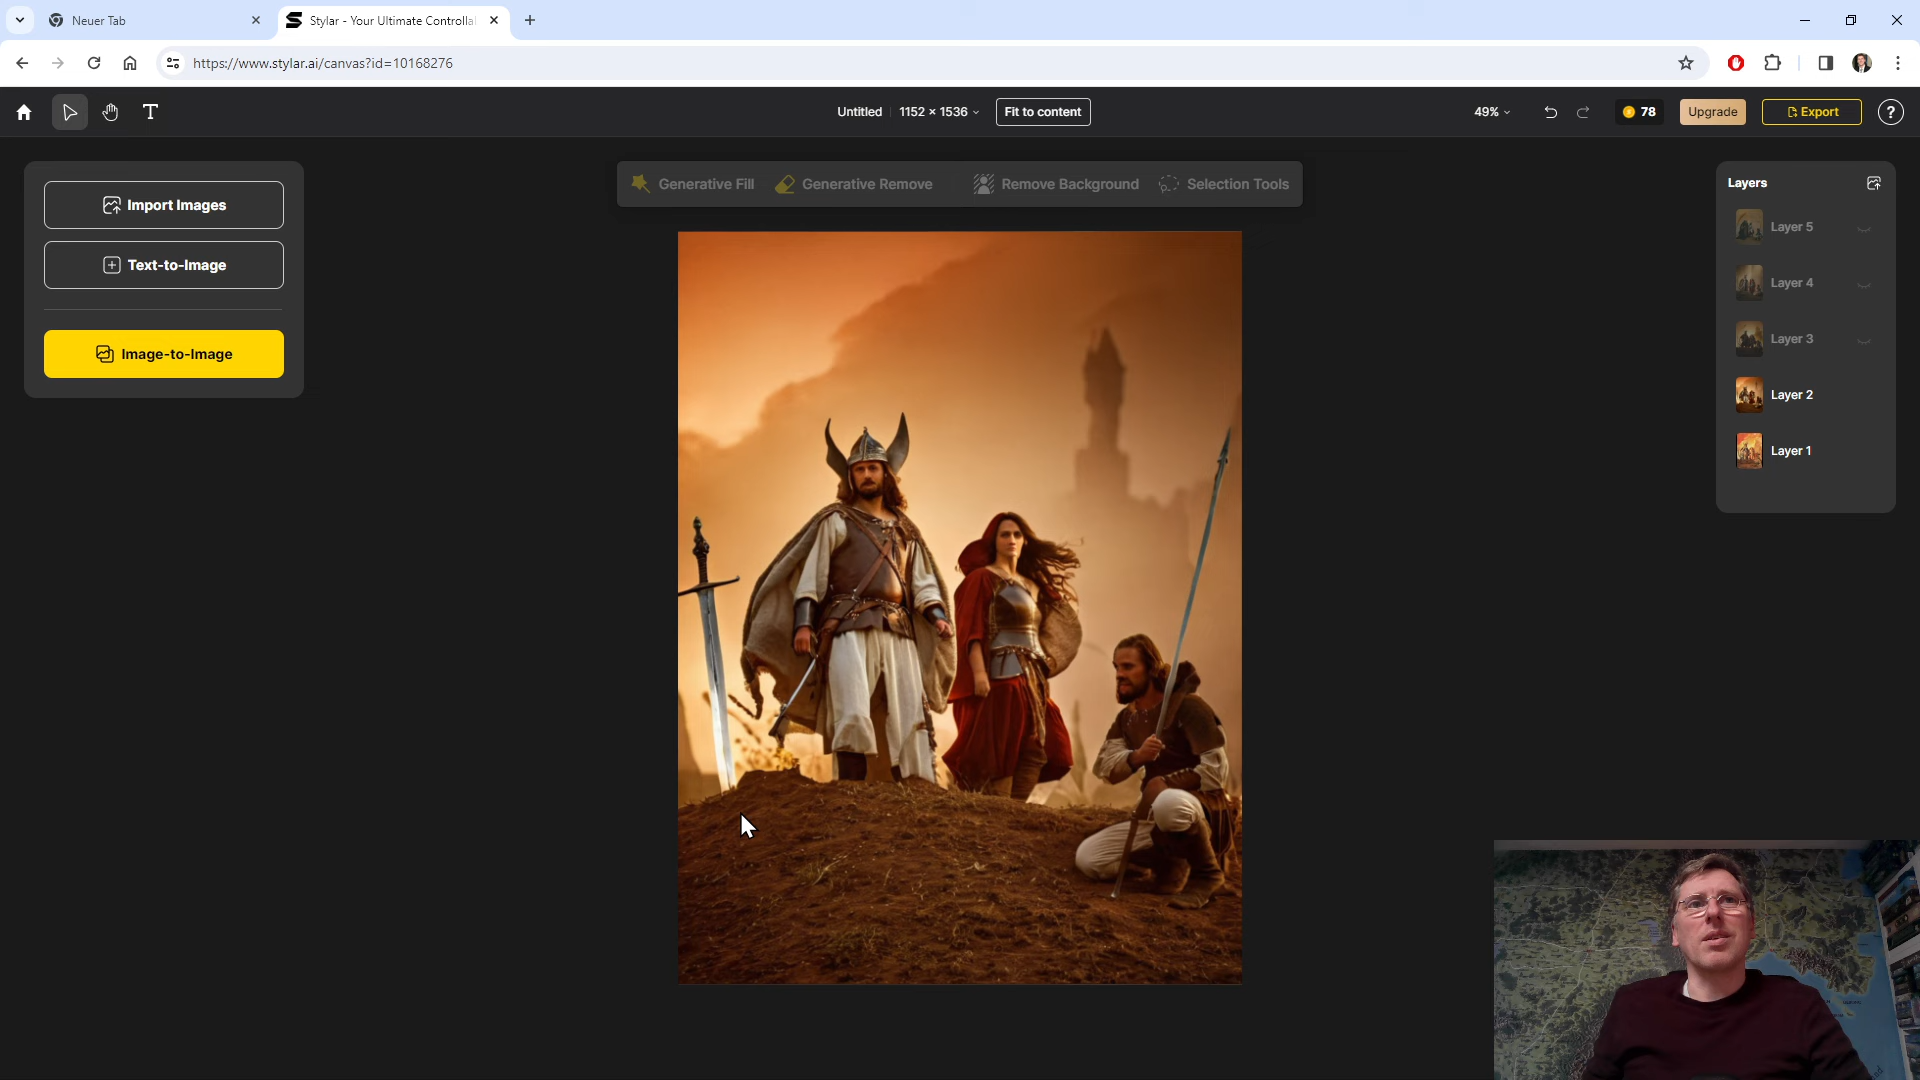 Neuer Tab
Stylar - Your Ultimate Controlla
https://www.stylar.ai/canvas?id=10168276
Untitled
1152 × 1536
Fit to content
49%
78
Upgrade
Export
?
Import Images
Text-to-Image
Image-to-Image
Generative Fill
Generative Remove
Remove Background
Selection Tools
Layers
Layer 5
Layer 4
Layer 3
Layer 2
Layer 1